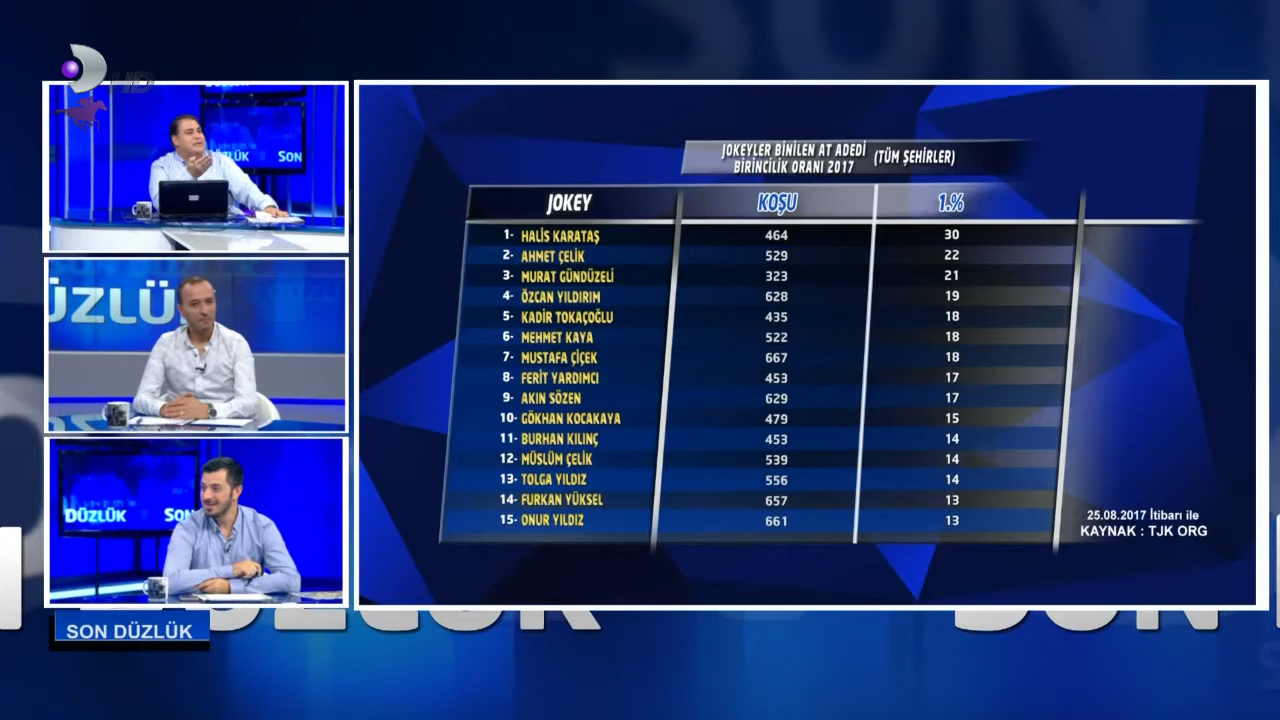 HD
DÜZLÜK SON
DÜZLÜ
DÜZLÜK SON
SON DÜZLÜK
JOKEYLER BİNİLEN AT ADEDİ
BİRİNCİLİK ORANI 2017 (TÜM ŞEHİRLER)
JOKEY KOŞU 1.%
1- HALİS KARATAŞ 464 30
2- AHMET ÇELİK 529 22
3- MURAT GÜNDÜZELİ 323 21
4- ÖZCAN YILDIRIM 628 19
5- KADİR TOKAÇOĞLU 435 18
6- MEHMET KAYA 522 18
7- MUSTAFA ÇİÇEK 667 18
8- FERİT YARDIMCI 453 17
9- AKIN SÖZEN 629 17
10- GÖKHAN KOCAKAYA 479 15
11- BURHAN KILINÇ 453 14
12- MÜSLÜM ÇELİK 539 14
13- TOLGA YILDIZ 556 14
14- FURKAN YÜKSEL 657 13
15- ONUR YILDIZ 661 13
25.08.2017 İtibarı ile
KAYNAK : TJK ORG